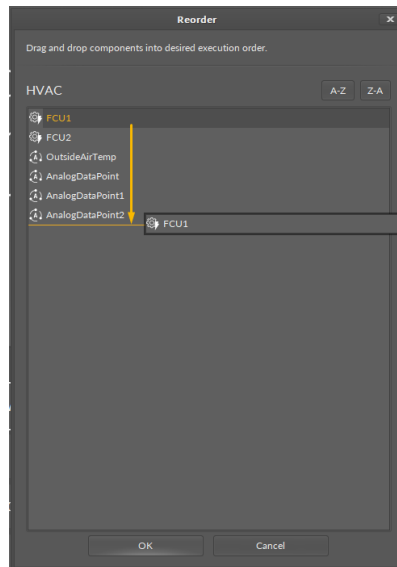 Reorder
Drag and drop components into desired execution order.
HVAC
A-Z Z-A
FCU1
FCU2
OutsideAirTemp
AnalogDataPoint
AnalogDataPoint1
AnalogDataPoint2
FCU1
OK Cancel